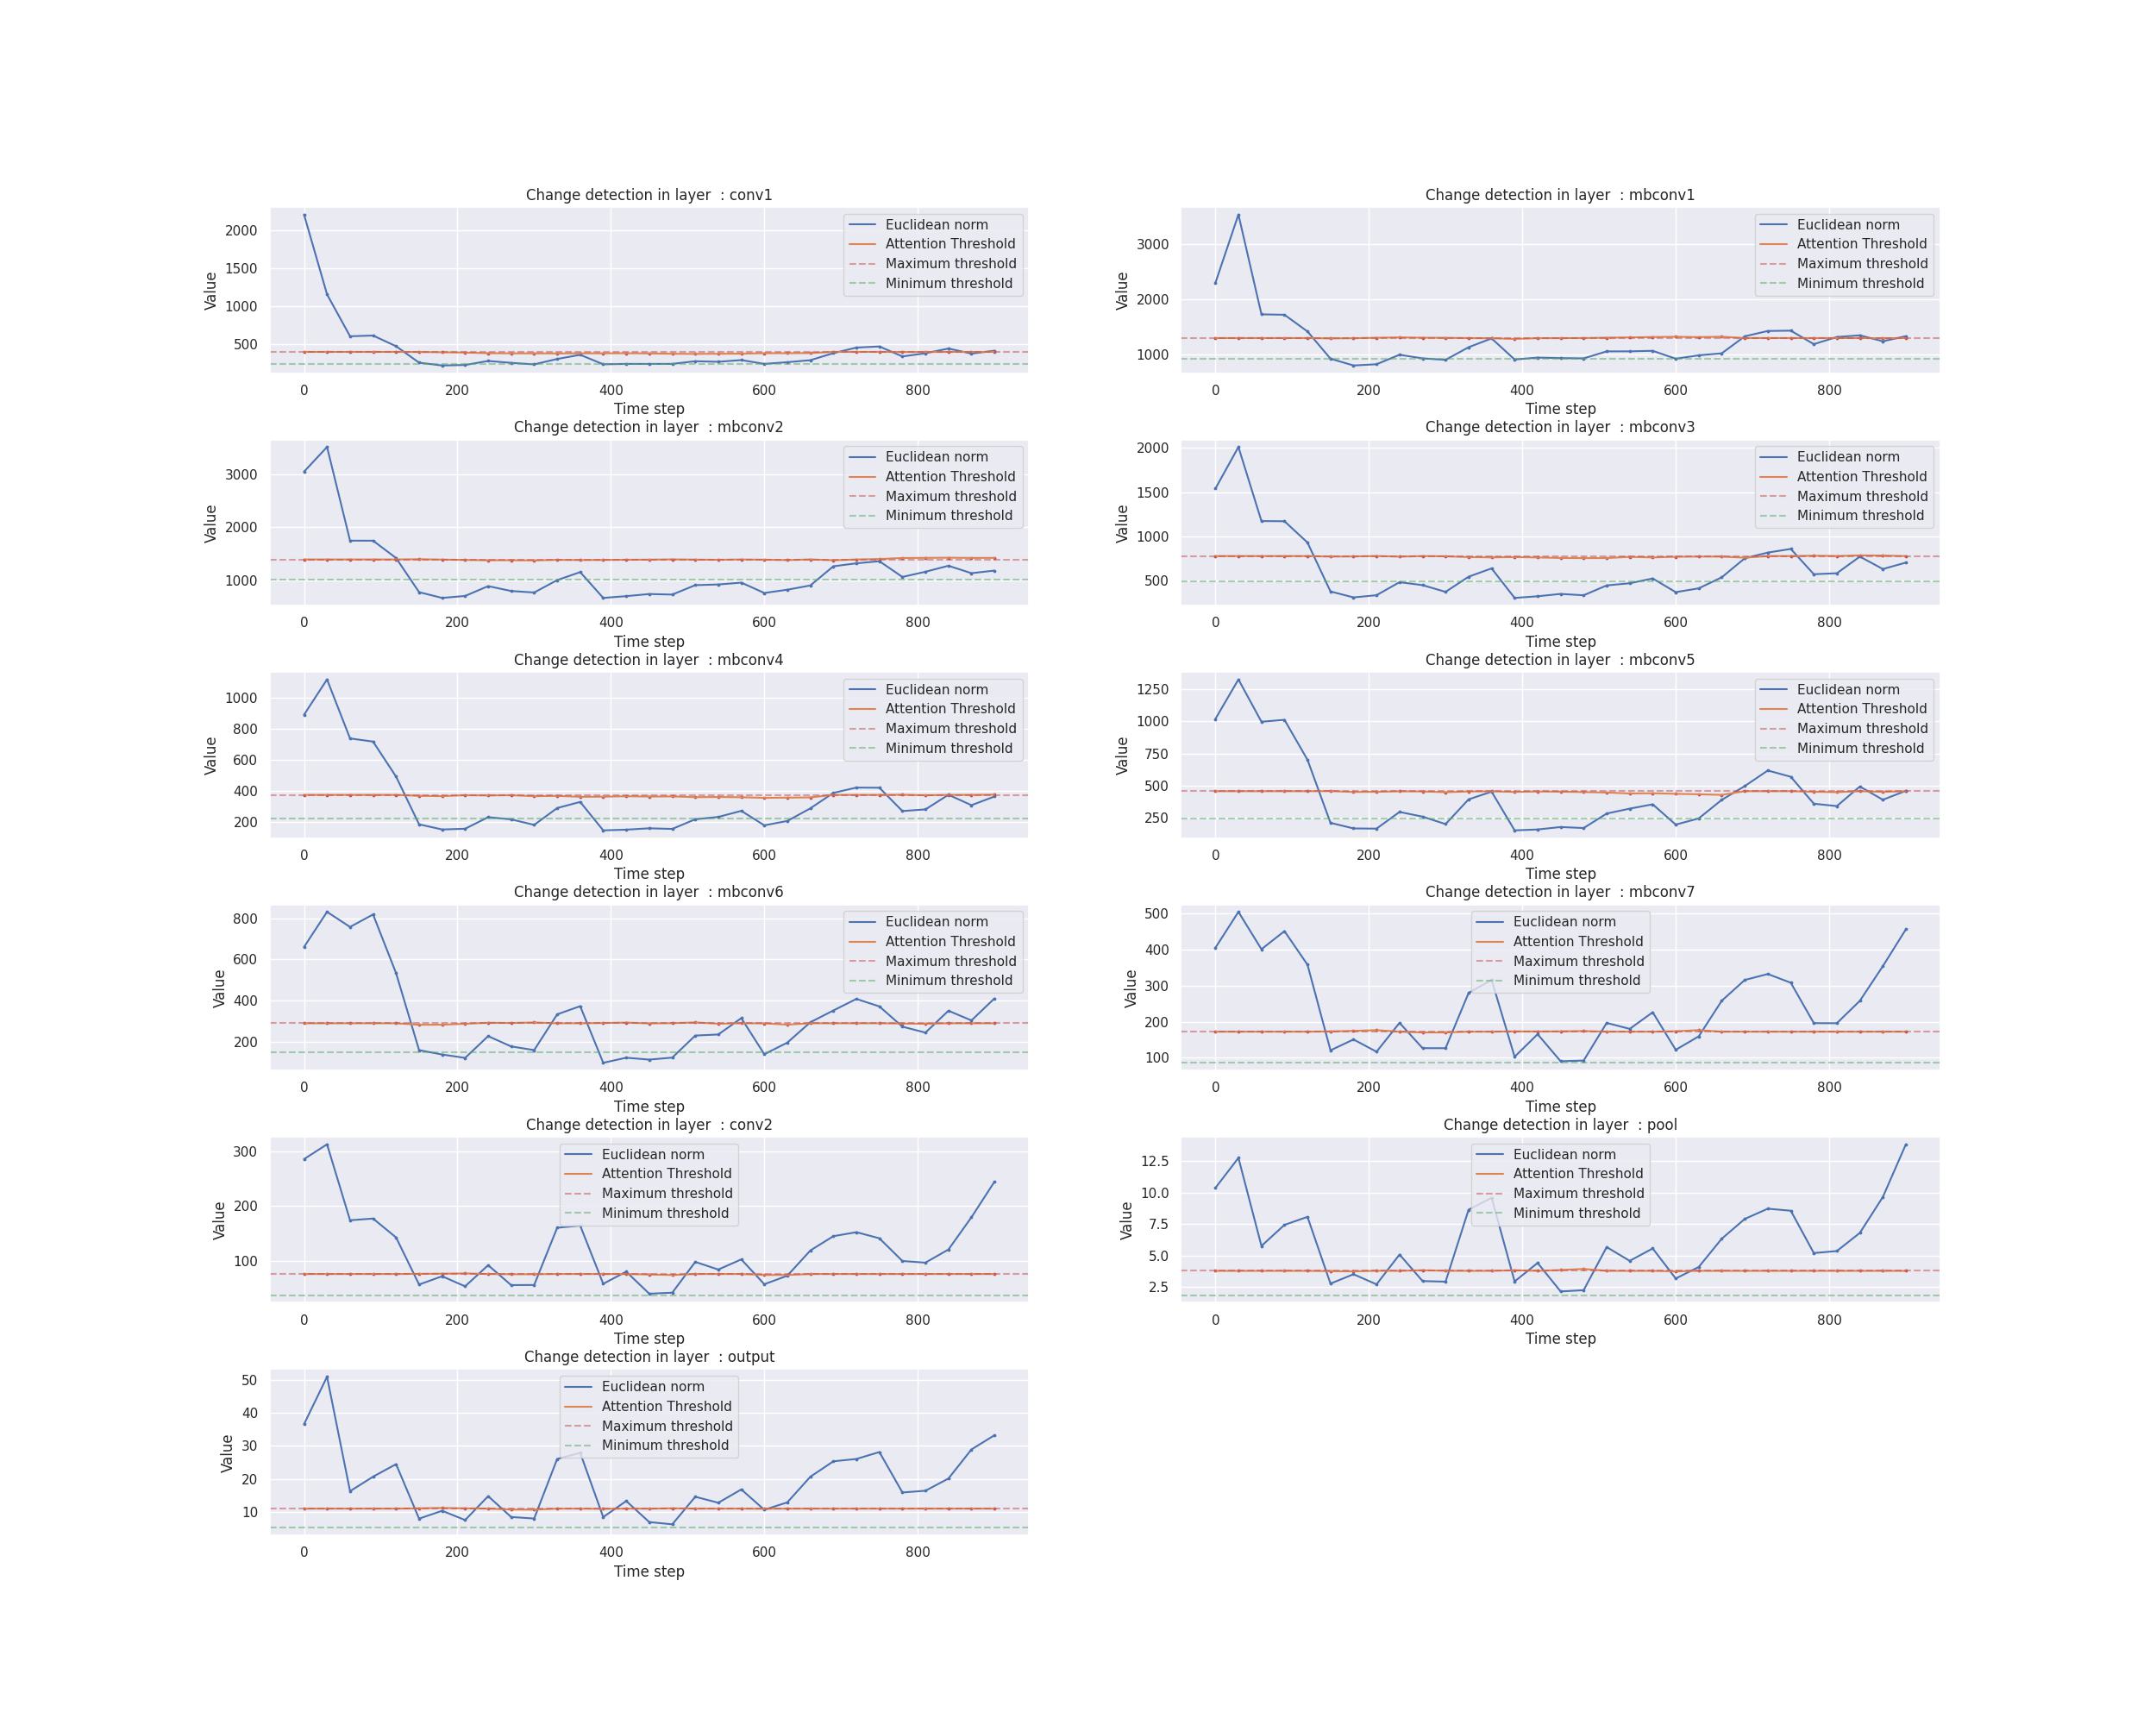 Change detection in layer  : conv1
Value
2000
1500
1000
500
Euclidean norm
Attention Threshold
Maximum threshold
Minimum threshold
0 200 400 600 800
Time step
Change detection in layer  : mbconv1
Value
3000
2000
1000
Euclidean norm
Attention Threshold
Maximum threshold
Minimum threshold
0 200 400 600 800
Time step
Change detection in layer  : mbconv2
Value
3000
2000
1000
Euclidean norm
Attention Threshold
Maximum threshold
Minimum threshold
0 200 400 600 800
Time step
Change detection in layer  : mbconv3
Value
2000
1500
1000
500
Euclidean norm
Attention Threshold
Maximum threshold
Minimum threshold
0 200 400 600 800
Time step
Change detection in layer  : mbconv4
Value
1000
800
600
400
200
Euclidean norm
Attention Threshold
Maximum threshold
Minimum threshold
0 200 400 600 800
Time step
Change detection in layer  : mbconv5
Value
1250
1000
750
500
250
Euclidean norm
Attention Threshold
Maximum threshold
Minimum threshold
0 200 400 600 800
Time step
Change detection in layer  : mbconv6
Value
800
600
400
200
Euclidean norm
Attention Threshold
Maximum threshold
Minimum threshold
0 200 400 600 800
Time step
Change detection in layer  : mbconv7
Value
500
400
300
200
100
Euclidean norm
Attention Threshold
Maximum threshold
Minimum threshold
0 200 400 600 800
Time step
Change detection in layer  : conv2
Value
300
200
100
Euclidean norm
Attention Threshold
Maximum threshold
Minimum threshold
0 200 400 600 800
Time step
Change detection in layer  : pool
Value
12.5
10.0
7.5
5.0
2.5
Euclidean norm
Attention Threshold
Maximum threshold
Minimum threshold
0 200 400 600 800
Time step
Change detection in layer  : output
Value
50
40
30
20
10
Euclidean norm
Attention Threshold
Maximum threshold
Minimum threshold
0 200 400 600 800
Time step